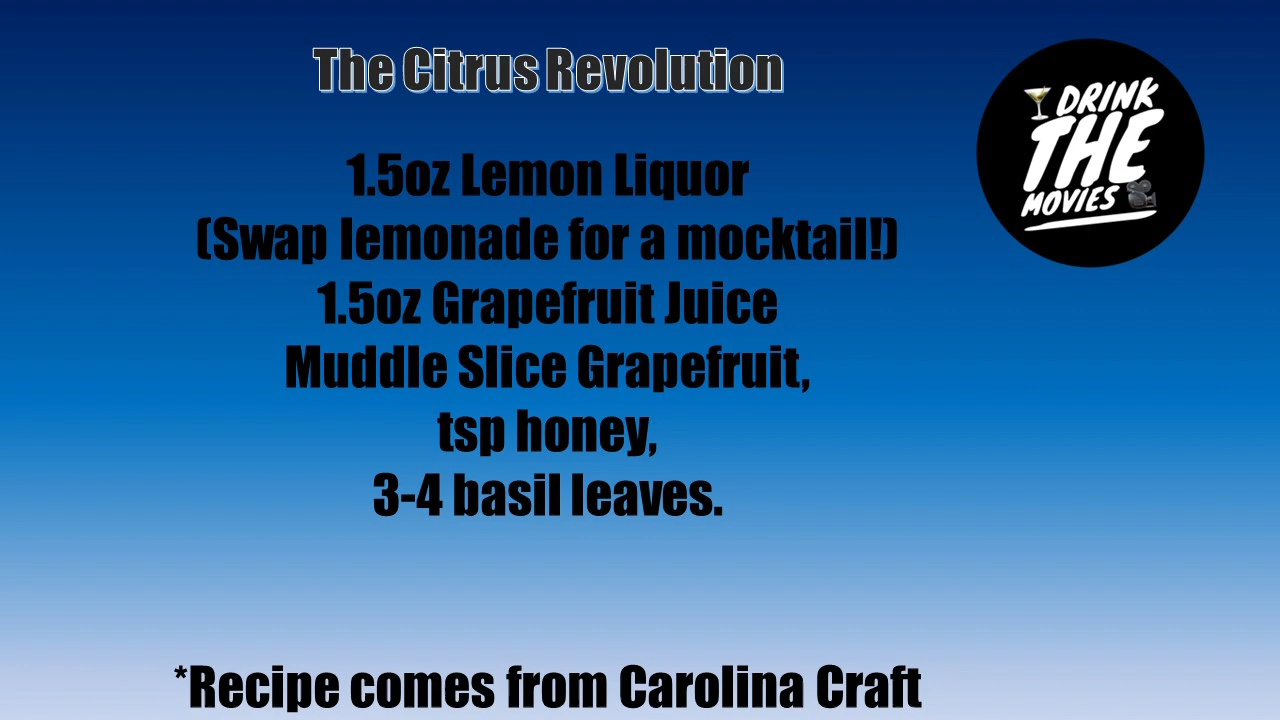 The Citrus Revolution
DRINK
THE
MOVIES
1.5oz Lemon Liquor
(Swap lemonade for a mocktail!)
1.5oz Grapefruit Juice
Muddle Slice Grapefruit,
tsp honey,
3-4 basil leaves.
*Recipe comes from Carolina Craft